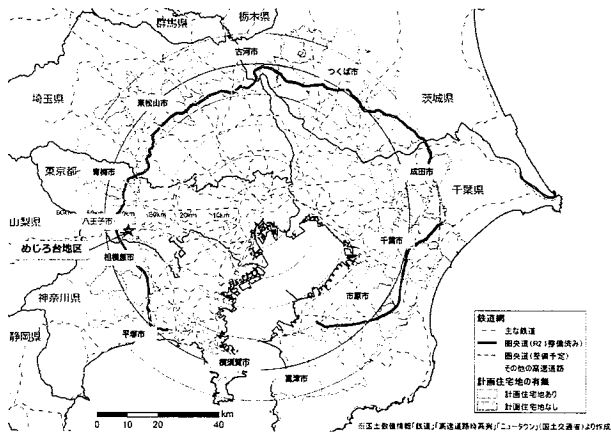 群馬県
栃木県
古河市
つくば市
埼玉県
東松山市
茨城県
東京都
青梅市
成田市
千葉県
山梨県
八王子市
30km
20km
10km
めじろ台地区
千葉市
相模原市
神奈川県
市原市
静岡県
平塚市
横須賀市
富津市
鉄道網
主な鉄道
圏央道(R2.1整備済み)
圏央道(整備予定)
その他の高速道路
計画住宅地の有無
計画住宅地あり
計画住宅地なし
0 10 20 40
km
※国土数値情報「鉄道」「高速道路時系列」「ニュータウン」(国土交通省)より作成